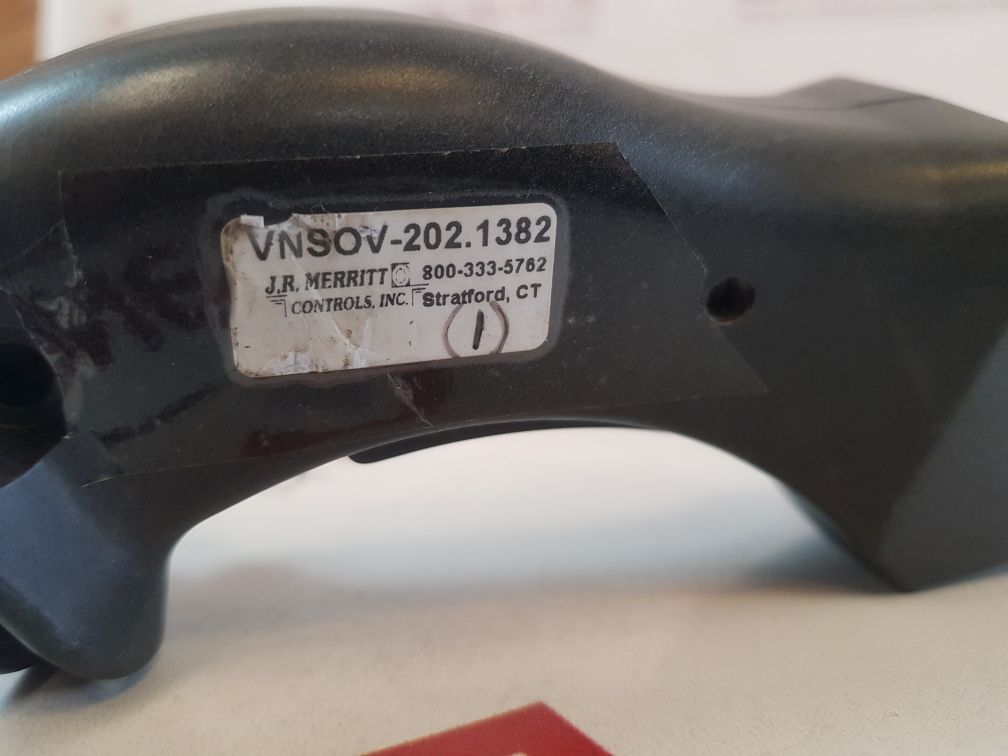 VNSOV-202.1382
J.R. MERRITT 800-333-5762
CONTROLS, INC. Stratford, CT
1